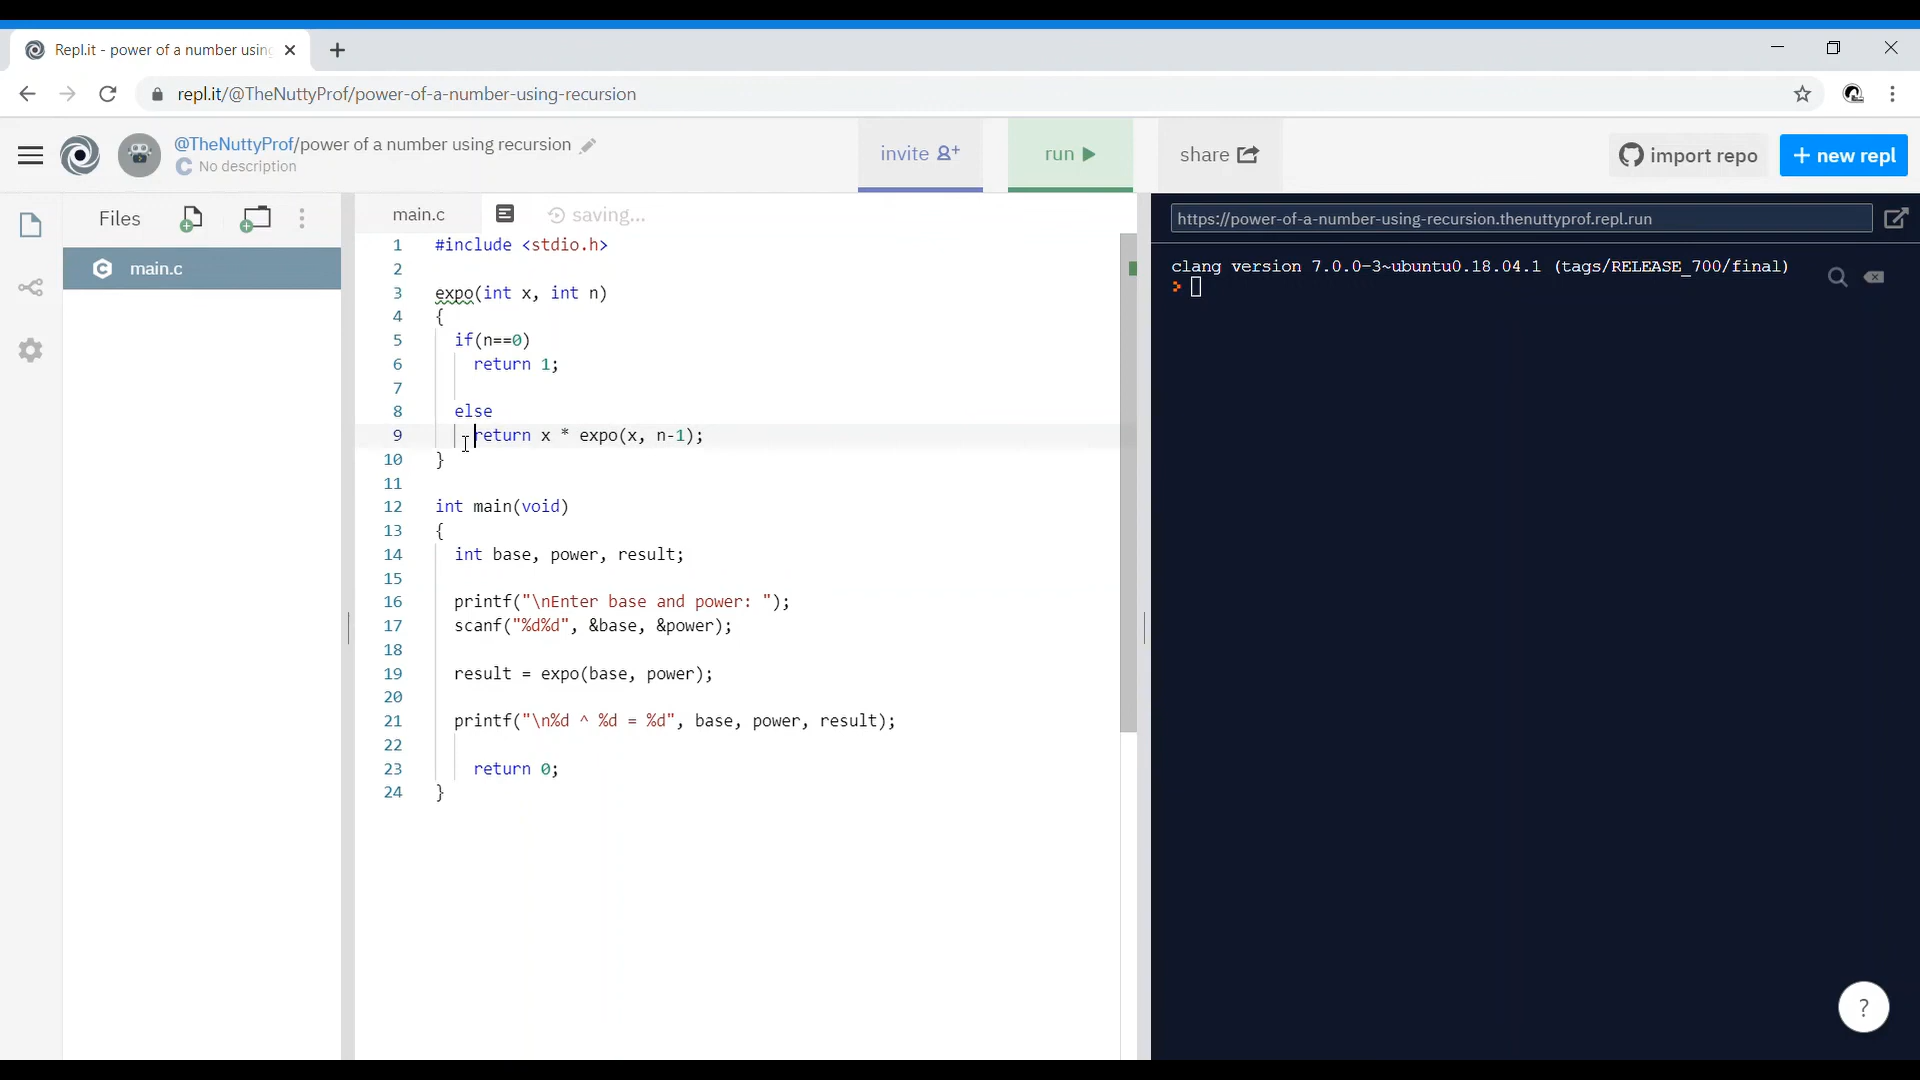 Repl.it - power of a number using
repl.it/@TheNuttyProf/power-of-a-number-using-recursion
@TheNuttyProf/power of a number using recursion
No description
invite
run
share
import repo
+ new repl
Files
main.c
main.c
saving...
1 #include <stdio.h>
2
3 expo(int x, int n)
4 {
5 if(n==0)
6 return 1;
7
8 else
9 return x * expo(x, n-1);
10 }
11
12 int main(void)
13 {
14 int base, power, result;
15
16 printf("\nEnter base and power: ");
17 scanf("%d%d", &base, &power);
18
19 result = expo(base, power);
20
21 printf("\n%d ^ %d = %d", base, power, result);
22
23 return 0;
24 }
https://power-of-a-number-using-recursion.thenuttyprof.repl.run
clang version 7.0.0-3~ubuntu0.18.04.1 (tags/RELEASE_700/final)
>
?